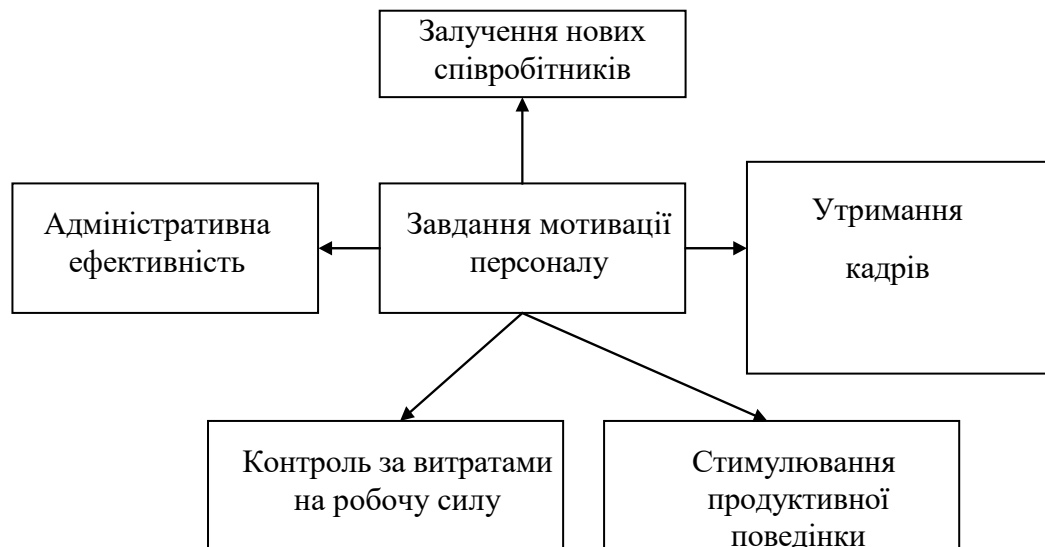 Залучення нових
співробітників
Адміністративна
ефективність
Завдання мотивації
персоналу
Утримання
кадрів
Контроль за витратами
на робочу силу
Стимулювання
продуктивної
поведінки